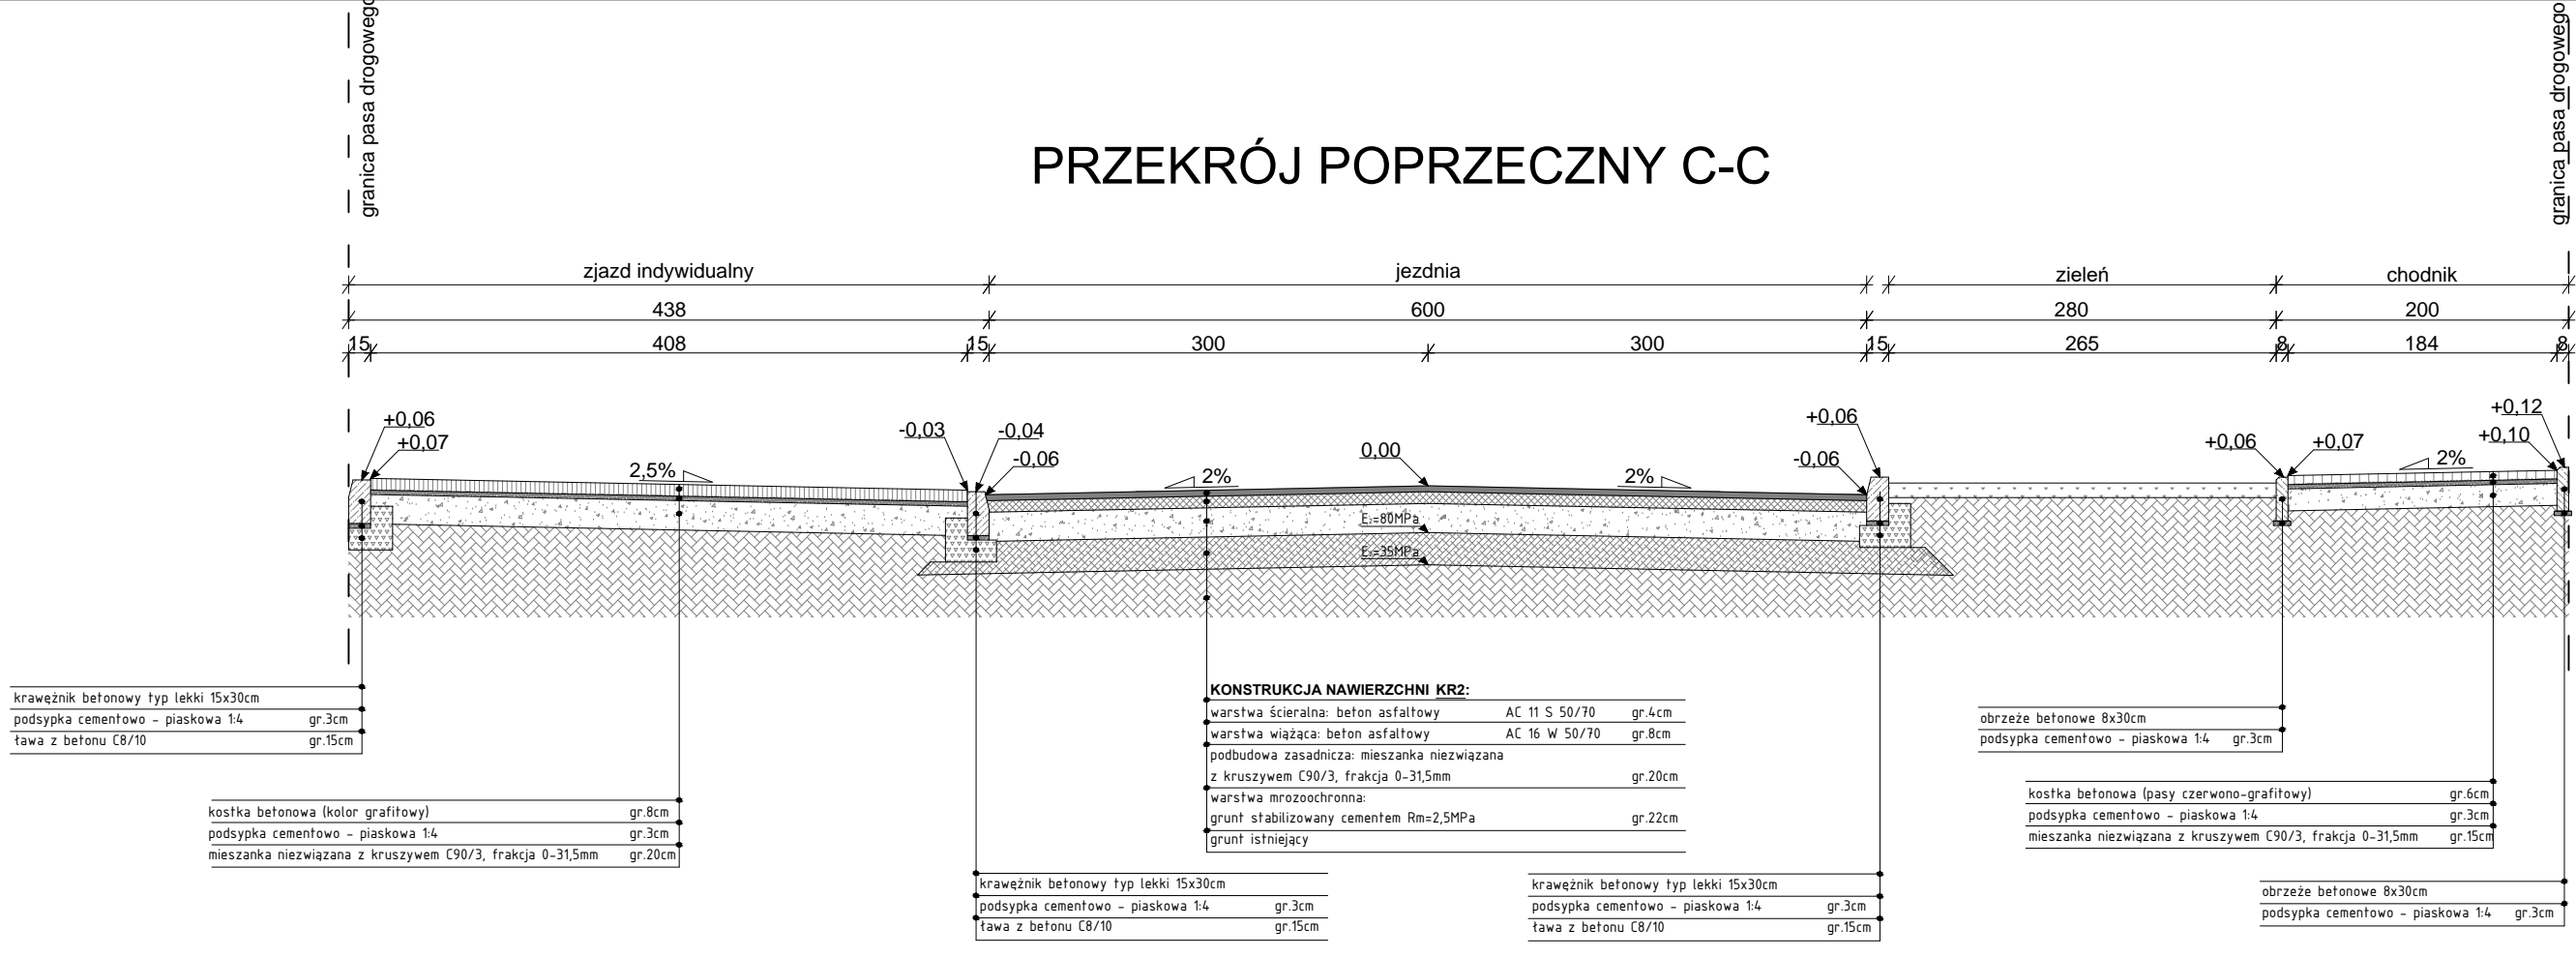 granica pasa drogowego
granica pasa drogowego
PRZEKRÓJ POPRZECZNY C-C
zjazd indywidualny
jezdnia
zieleń
chodnik
438
600
280
200
15
408
15
300
300
15
265
8
184
8
+0,06
+0,07
2,5%
-0,03
-0,04
-0,06
2%
0,00
2%
+0,06
-0,06
+0,06
+0,07
2%
+0,12
+0,10
E₂=80MPa
E₂=35MPa
krawężnik betonowy typ lekki 15x30cm
podsypka cementowo - piaskowa 1:4 gr.3cm
ława z betonu C8/10 gr.15cm
kostka betonowa (kolor grafitowy) gr.8cm
podsypka cementowo - piaskowa 1:4 gr.3cm
mieszanka niezwiązana z kruszywem C90/3, frakcja 0-31,5mm gr.20cm
krawężnik betonowy typ lekki 15x30cm
podsypka cementowo - piaskowa 1:4 gr.3cm
ława z betonu C8/10 gr.15cm
KONSTRUKCJA NAWIERZCHNI KR2:
warstwa ścieralna: beton asfaltowy AC 11 S 50/70 gr.4cm
warstwa wiążąca: beton asfaltowy AC 16 W 50/70 gr.8cm
podbudowa zasadnicza: mieszanka niezwiązana
z kruszywem C90/3, frakcja 0-31,5mm gr.20cm
warstwa mrozoochronna:
grunt stabilizowany cementem Rm=2,5MPa gr.22cm
grunt istniejący
krawężnik betonowy typ lekki 15x30cm
podsypka cementowo - piaskowa 1:4 gr.3cm
ława z betonu C8/10 gr.15cm
obrzeże betonowe 8x30cm
podsypka cementowo - piaskowa 1:4 gr.3cm
kostka betonowa (pasy czerwono-grafitowy) gr.6cm
podsypka cementowo - piaskowa 1:4 gr.3cm
mieszanka niezwiązana z kruszywem C90/3, frakcja 0-31,5mm gr.15cm
obrzeże betonowe 8x30cm
podsypka cementowo - piaskowa 1:4 gr.3cm